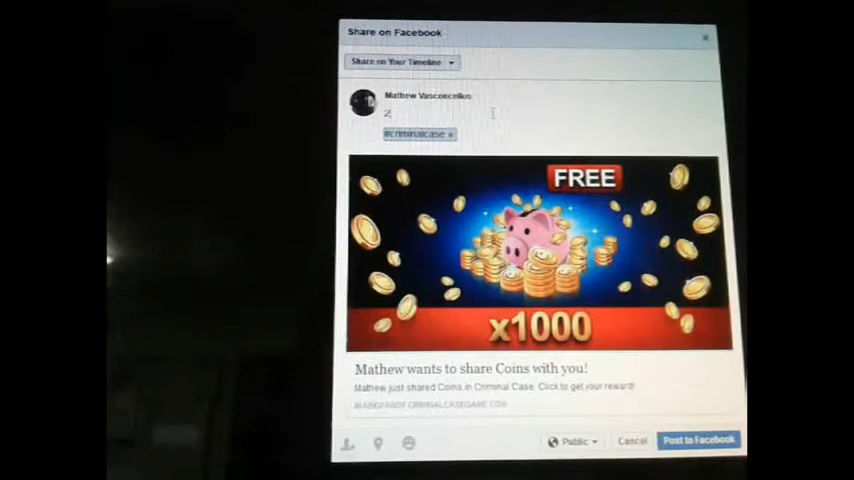 Share on Facebook
Share on Your Timeline
Mathew Vasconcellos
2
#criminalcase
FREE
x1000
Mathew wants to share Coins with you!
Mathew just shared Coins in Criminal Case. Click to get your reward!
Public
Cancel
Post to Facebook